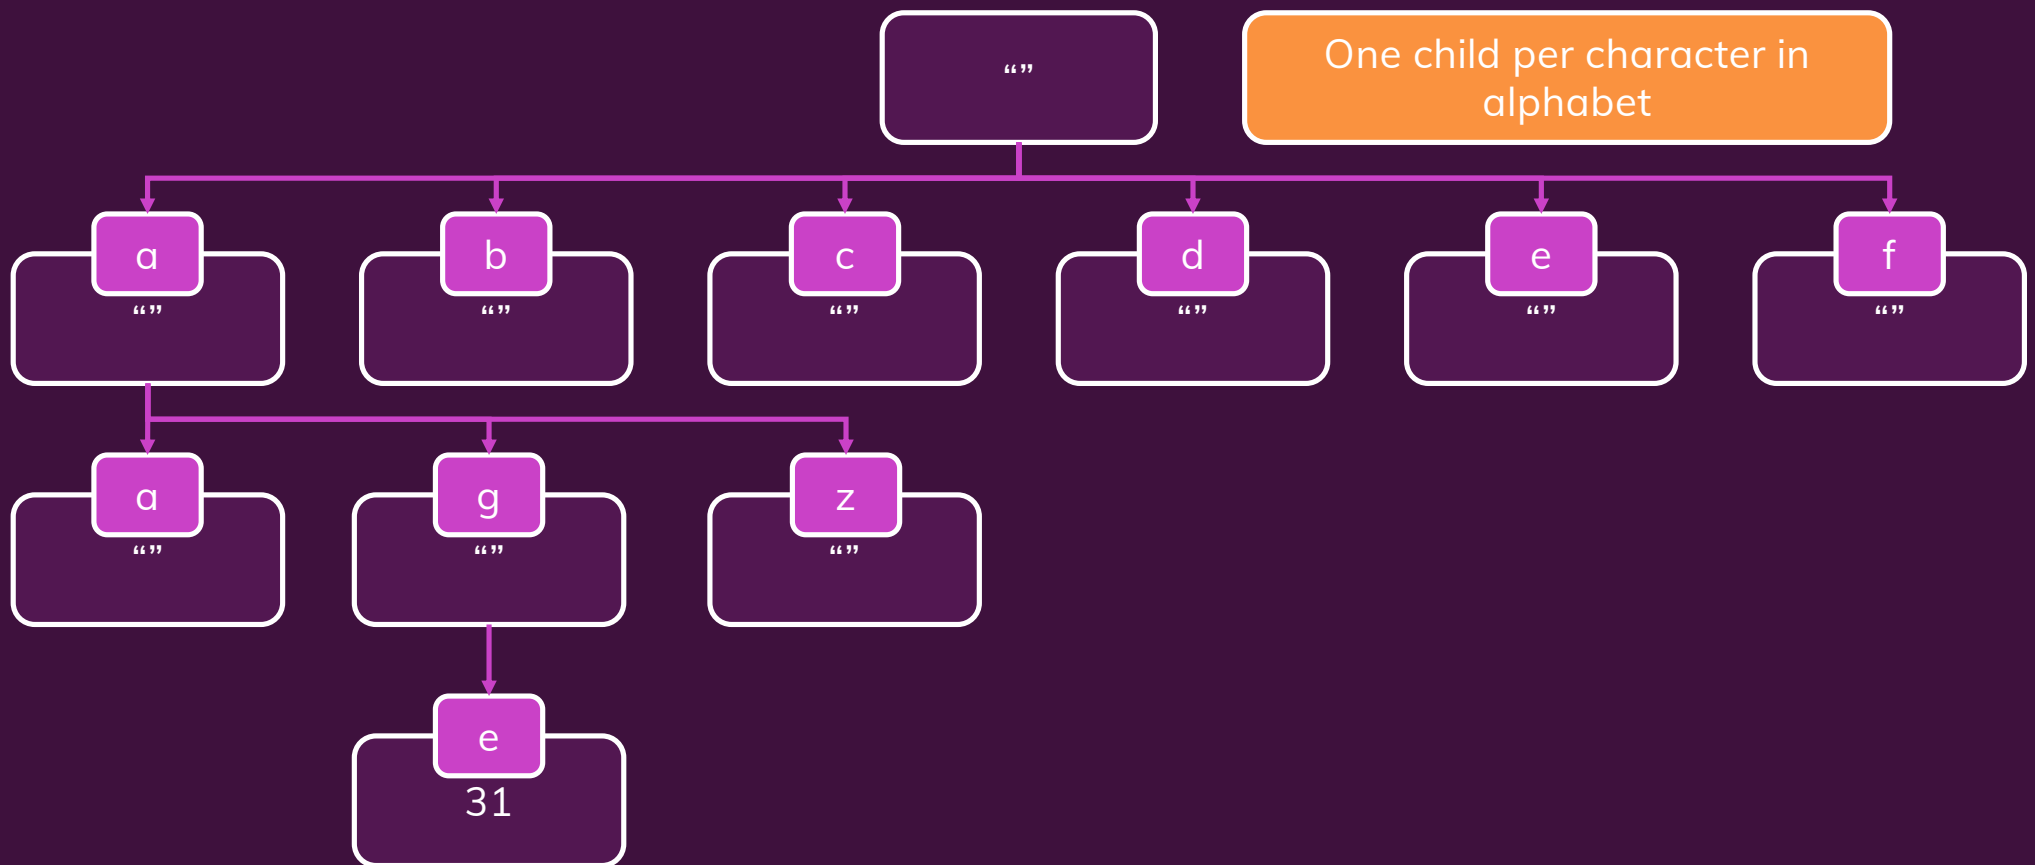 “”
One child per character in
alphabet
a
b
c
d
e
f
“”
“”
“”
“”
“”
“”
a
g
z
“”
“”
“”
e
31